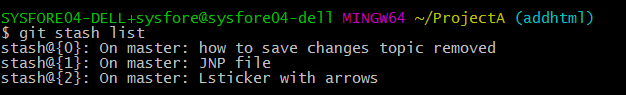 SYSFORE04-DELL+sysfore@sysfore04-dell MINGW64 ~/ProjectA (addhtml)
$ git stash list
stash@{0}: On master: how to save changes topic removed
stash@{1}: On master: JNP file
stash@{2}: On master: Lsticker with arrows